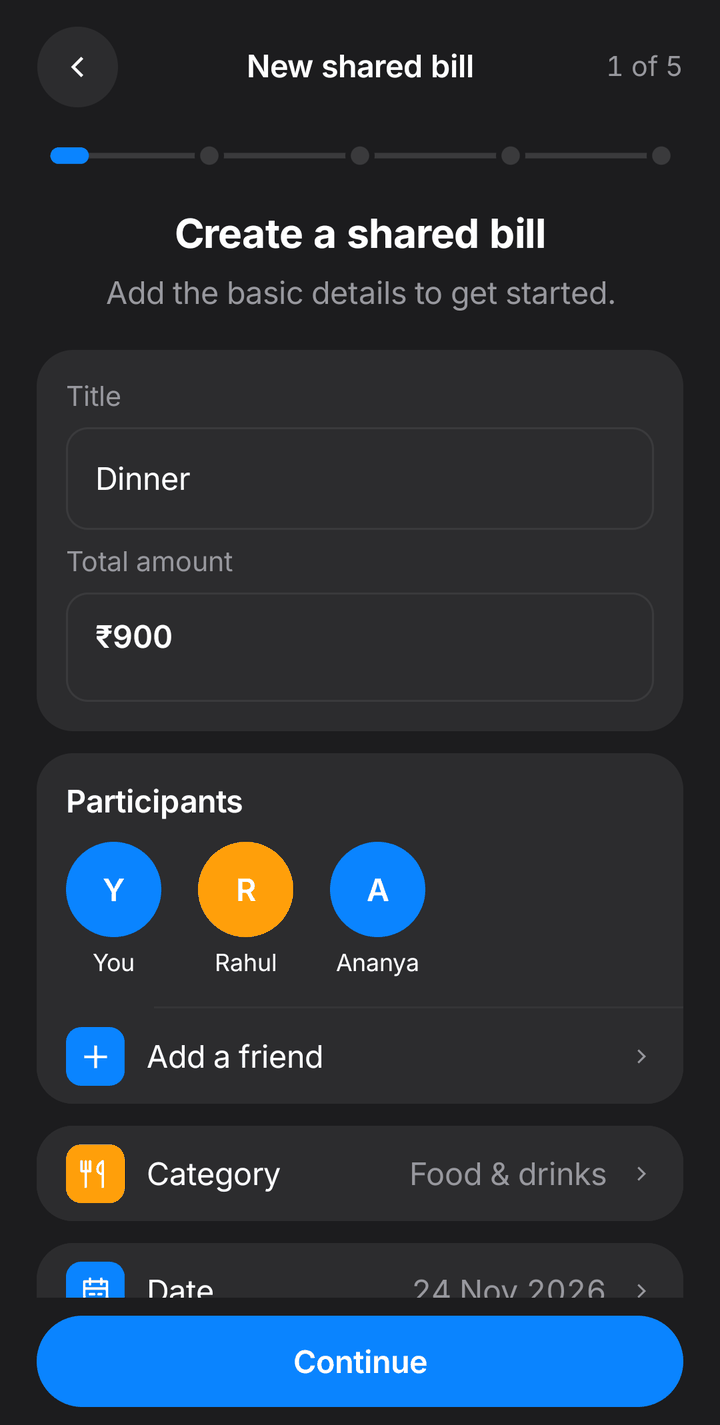 New shared bill
1 of 5
Create a shared bill
Add the basic details to get started.
Title
Dinner
Total amount
₹900
Participants
Y
R
A
You
Rahul
Ananya
Add a friend
Category
Food & drinks
Date
24 Nov 2026
Continue